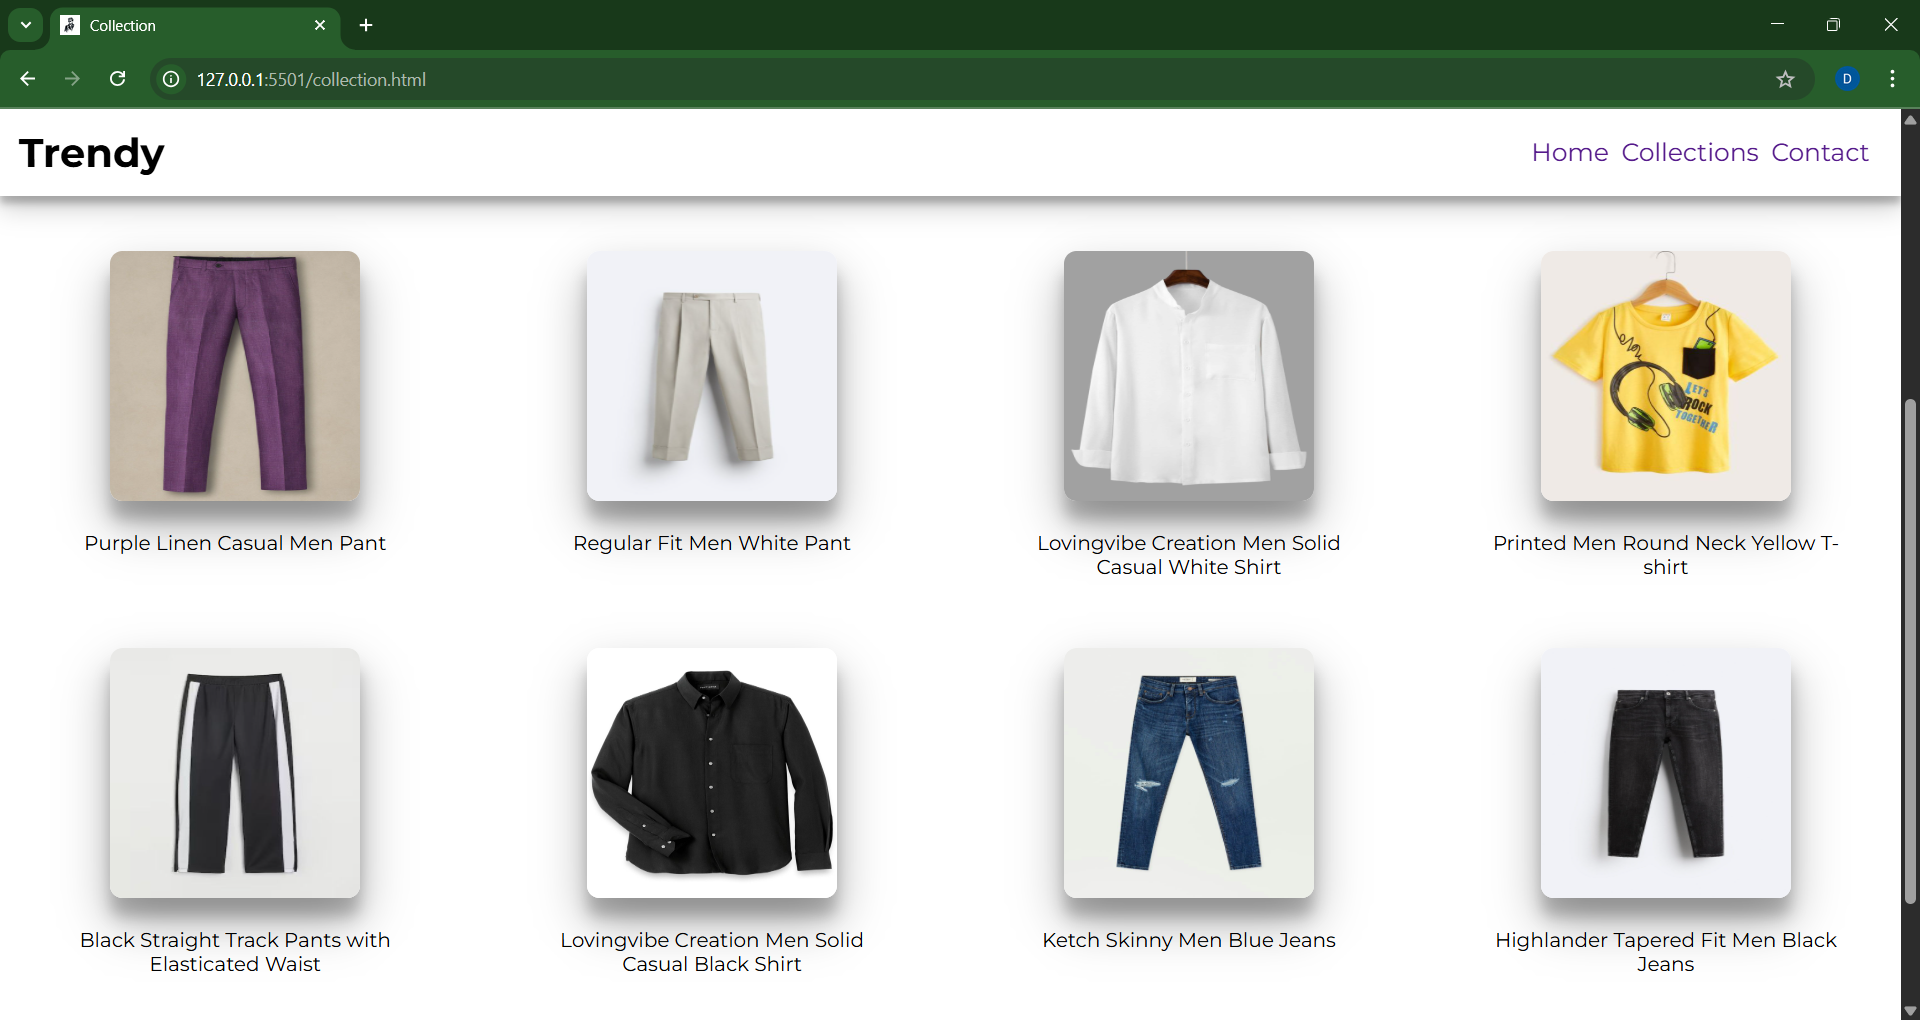 Collection
127.0.0.1:5501/collection.html
D
Trendy
Home Collections Contact
LET'S
ROCK
TOGETHER
Purple Linen Casual Men Pant
Regular Fit Men White Pant
Lovingvibe Creation Men Solid
Casual White Shirt
Printed Men Round Neck Yellow T-
shirt
Black Straight Track Pants with
Elasticated Waist
Lovingvibe Creation Men Solid
Casual Black Shirt
Ketch Skinny Men Blue Jeans
Highlander Tapered Fit Men Black
Jeans